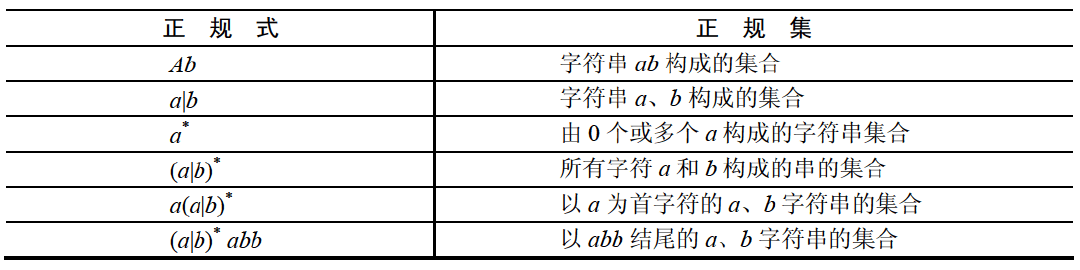 正 规 式 正 规 集
Ab 字符串 ab 构成的集合
a|b 字符串 a、b 构成的集合
a* 由 0 个或多个 a 构成的字符串集合
(a|b)* 所有字符 a 和 b 构成的串的集合
a(a|b)* 以 a 为首字符的 a、b 字符串的集合
(a|b)* abb 以 abb 结尾的 a、b 字符串的集合